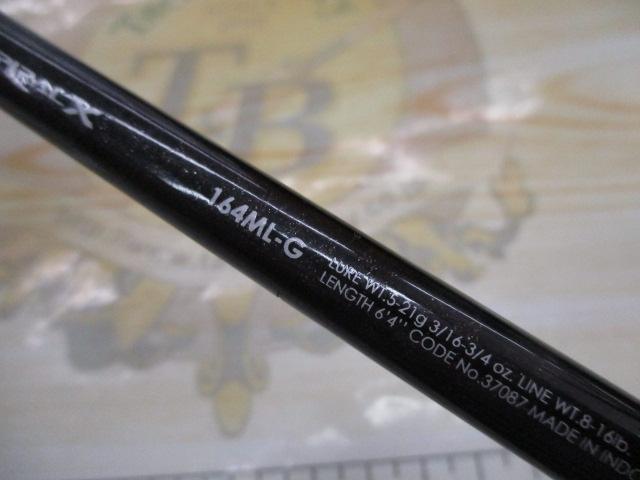 164ML-G
LURE WT.5-21g 3/16-3/4 oz. LINE WT.8-16lb.
LENGTH 6'4'' CODE No.37087 MADE IN INDO
T B